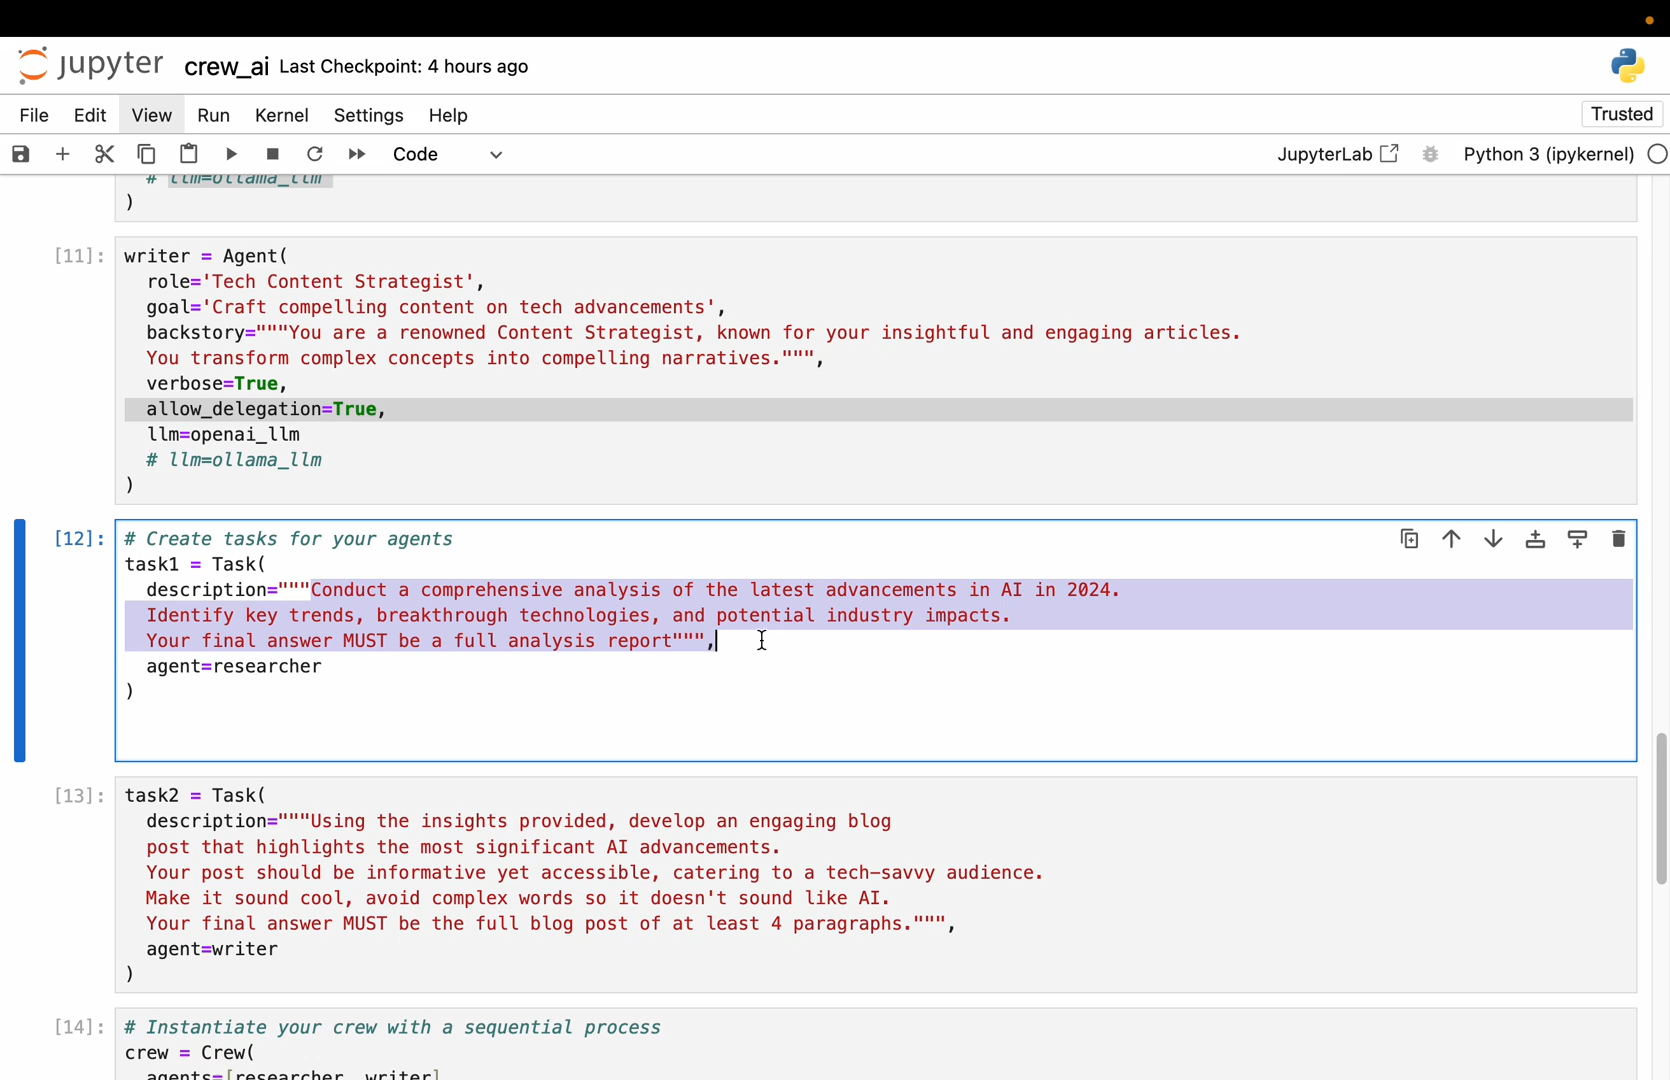 jupyter crew_ai Last Checkpoint: 4 hours ago
File Edit View Run Kernel Settings Help Trusted
Code JupyterLab Python 3 (ipykernel)
# llm=ollama_llm
)
[11]: writer = Agent(
role='Tech Content Strategist',
goal='Craft compelling content on tech advancements',
backstory="""You are a renowned Content Strategist, known for your insightful and engaging articles.
You transform complex concepts into compelling narratives.""",
verbose=True,
allow_delegation=True,
llm=openai_llm
# llm=ollama_llm
)
[12]: # Create tasks for your agents
task1 = Task(
description="""Conduct a comprehensive analysis of the latest advancements in AI in 2024.
Identify key trends, breakthrough technologies, and potential industry impacts.
Your final answer MUST be a full analysis report""",
agent=researcher
)
[13]: task2 = Task(
description="""Using the insights provided, develop an engaging blog
post that highlights the most significant AI advancements.
Your post should be informative yet accessible, catering to a tech-savvy audience.
Make it sound cool, avoid complex words so it doesn't sound like AI.
Your final answer MUST be the full blog post of at least 4 paragraphs.""",
agent=writer
)
[14]: # Instantiate your crew with a sequential process
crew = Crew(
agents=[researcher, writer]